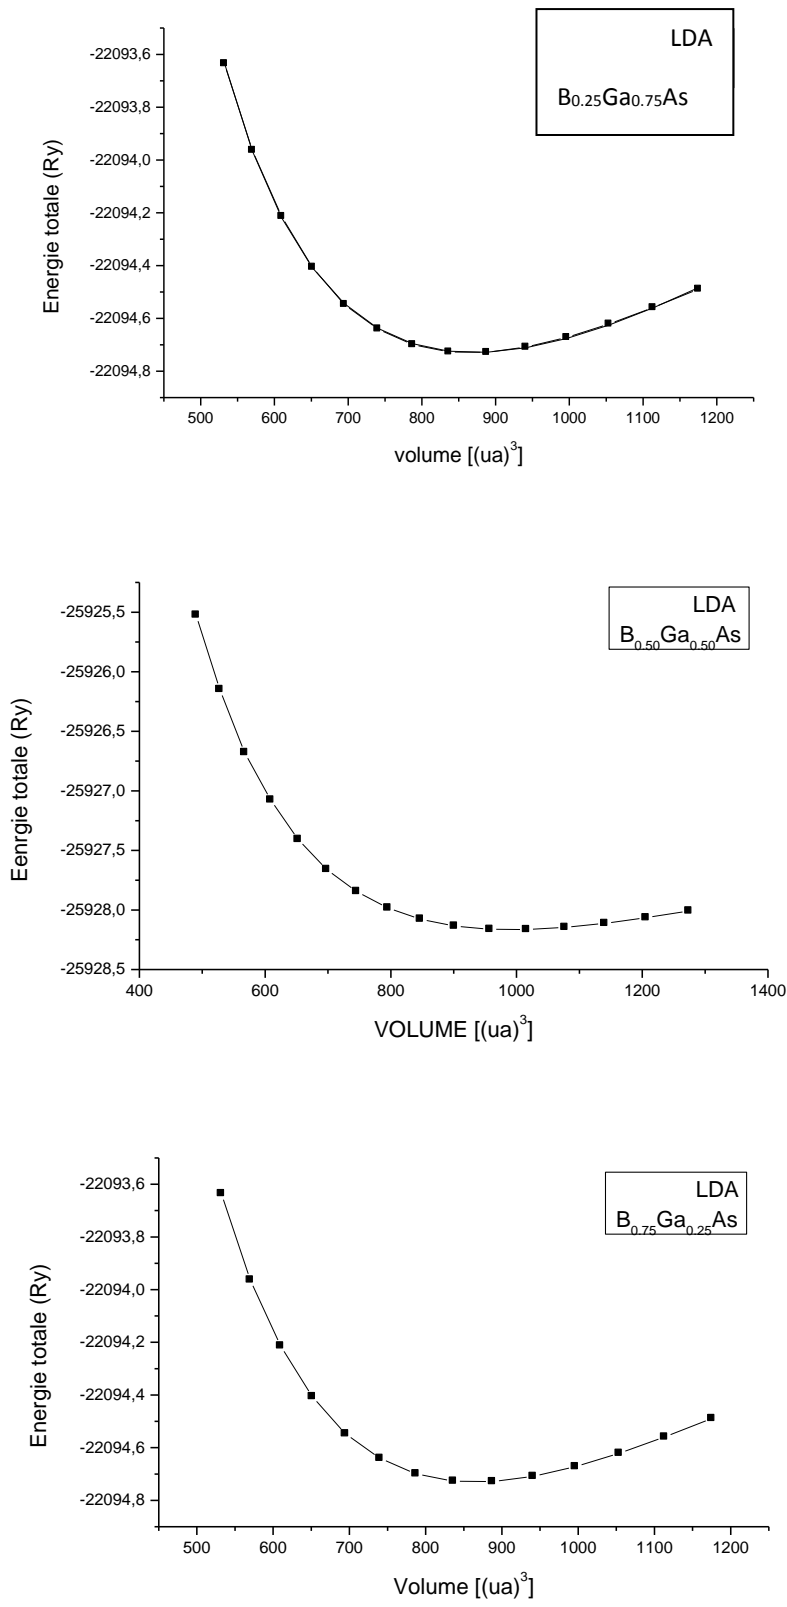 LDA
B0.25Ga0.75As
-22093,6
-22093,8
-22094,0
-22094,2
-22094,4
-22094,6
-22094,8
Energie totale (Ry)
500 600 700 800 900 1000 1100 1200
volume [(ua)3]
LDA
B0.50Ga0.50As
-25925,5
-25926,0
-25926,5
-25927,0
-25927,5
-25928,0
-25928,5
Eenrgie totale (Ry)
400 600 800 1000 1200 1400
VOLUME [(ua)3]
LDA
B0.75Ga0.25As
-22093,6
-22093,8
-22094,0
-22094,2
-22094,4
-22094,6
-22094,8
Energie totale (Ry)
500 600 700 800 900 1000 1100 1200
Volume [(ua)3]